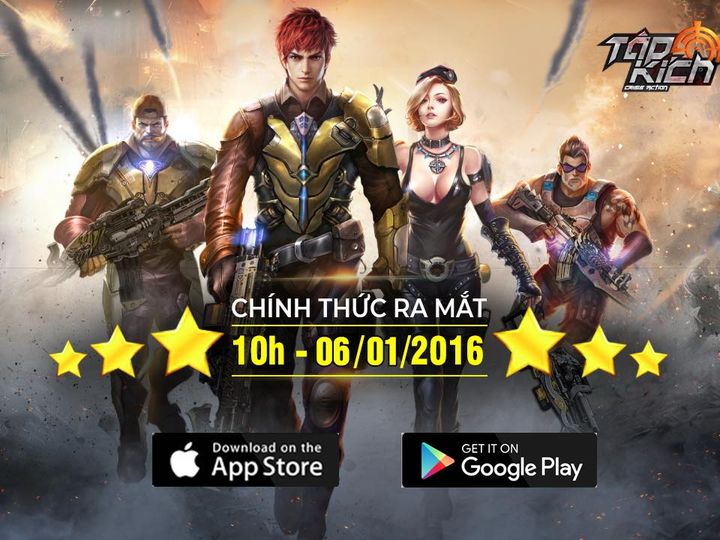 TẬP
KÍCH
CRISIS ACTION
CHÍNH THỨC RA MẮT
10h - 06/01/2016
Download on the
App Store
GET IT ON
Google Play